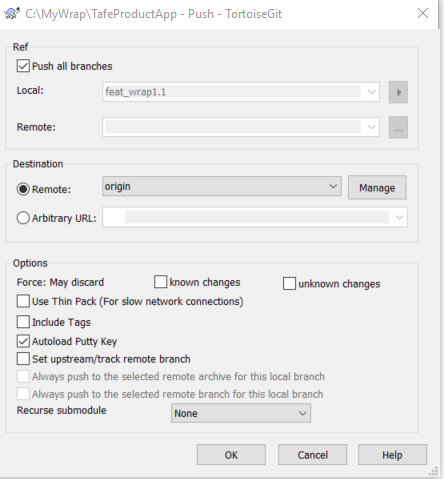 C:\MyWrap\TafeProductApp - Push - TortoiseGit
Ref
Push all branches
Local: feat_wrap1.1
Remote: ...
Destination
Remote: origin Manage
Arbitrary URL:
Options
Force: May discard known changes unknown changes
Use Thin Pack (For slow network connections)
Include Tags
Autoload Putty Key
Set upstream/track remote branch
Always push to the selected remote archive for this local branch
Always push to the selected remote branch for this local branch
Recurse submodule None
OK Cancel Help